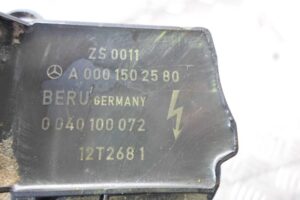 ZS 0011
A 000 150 25 80
BERU GERMANY
0 040 100 072
12T268 1